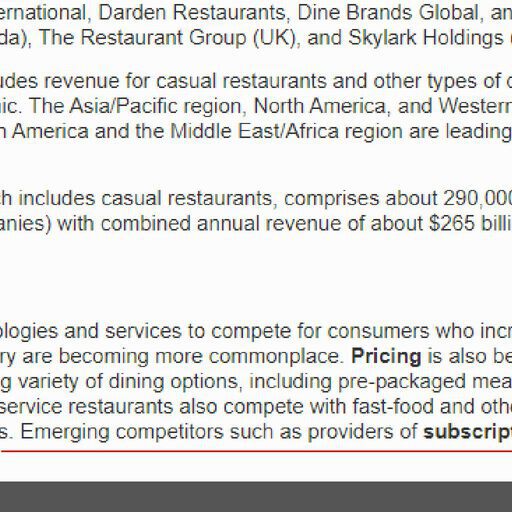 ernational, Darden Restaurants, Dine Brands Global, an
da), The Restaurant Group (UK), and Skylark Holdings
udes revenue for casual restaurants and other types of
ic. The Asia/Pacific region, North America, and Western
America and the Middle East/Africa region are leading
h includes casual restaurants, comprises about 290,000
anies) with combined annual revenue of about $265 billi
ologies and services to compete for consumers who incr
ry are becoming more commonplace. Pricing is also be
g variety of dining options, including pre-packaged mea
service restaurants also compete with fast-food and oth
s. Emerging competitors such as providers of subscript